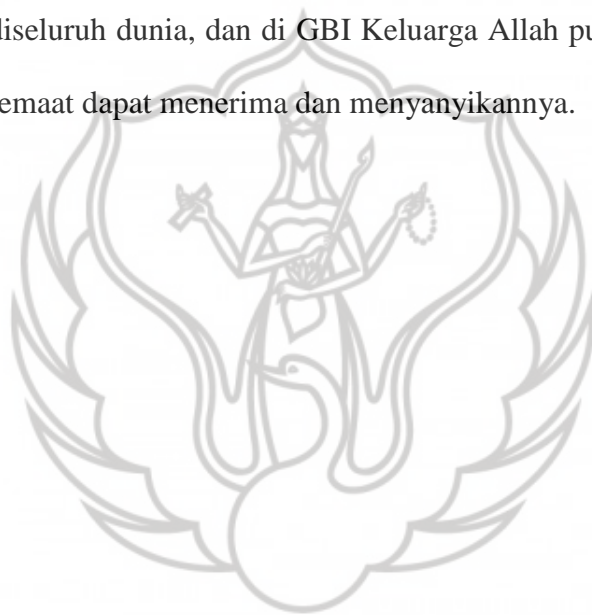 diseluruh dunia, dan di GBI Keluarga Allah pu
emaat dapat menerima dan menyanyikannya.